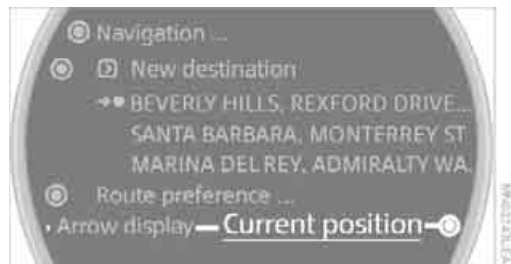 Navigation ...
New destination
BEVERLY HILLS, REXFORD DRIVE...
SANTA BARBARA, MONTERREY ST
MARINA DEL REY, ADMIRALTY WA.
Route preference ...
Arrow display Current position